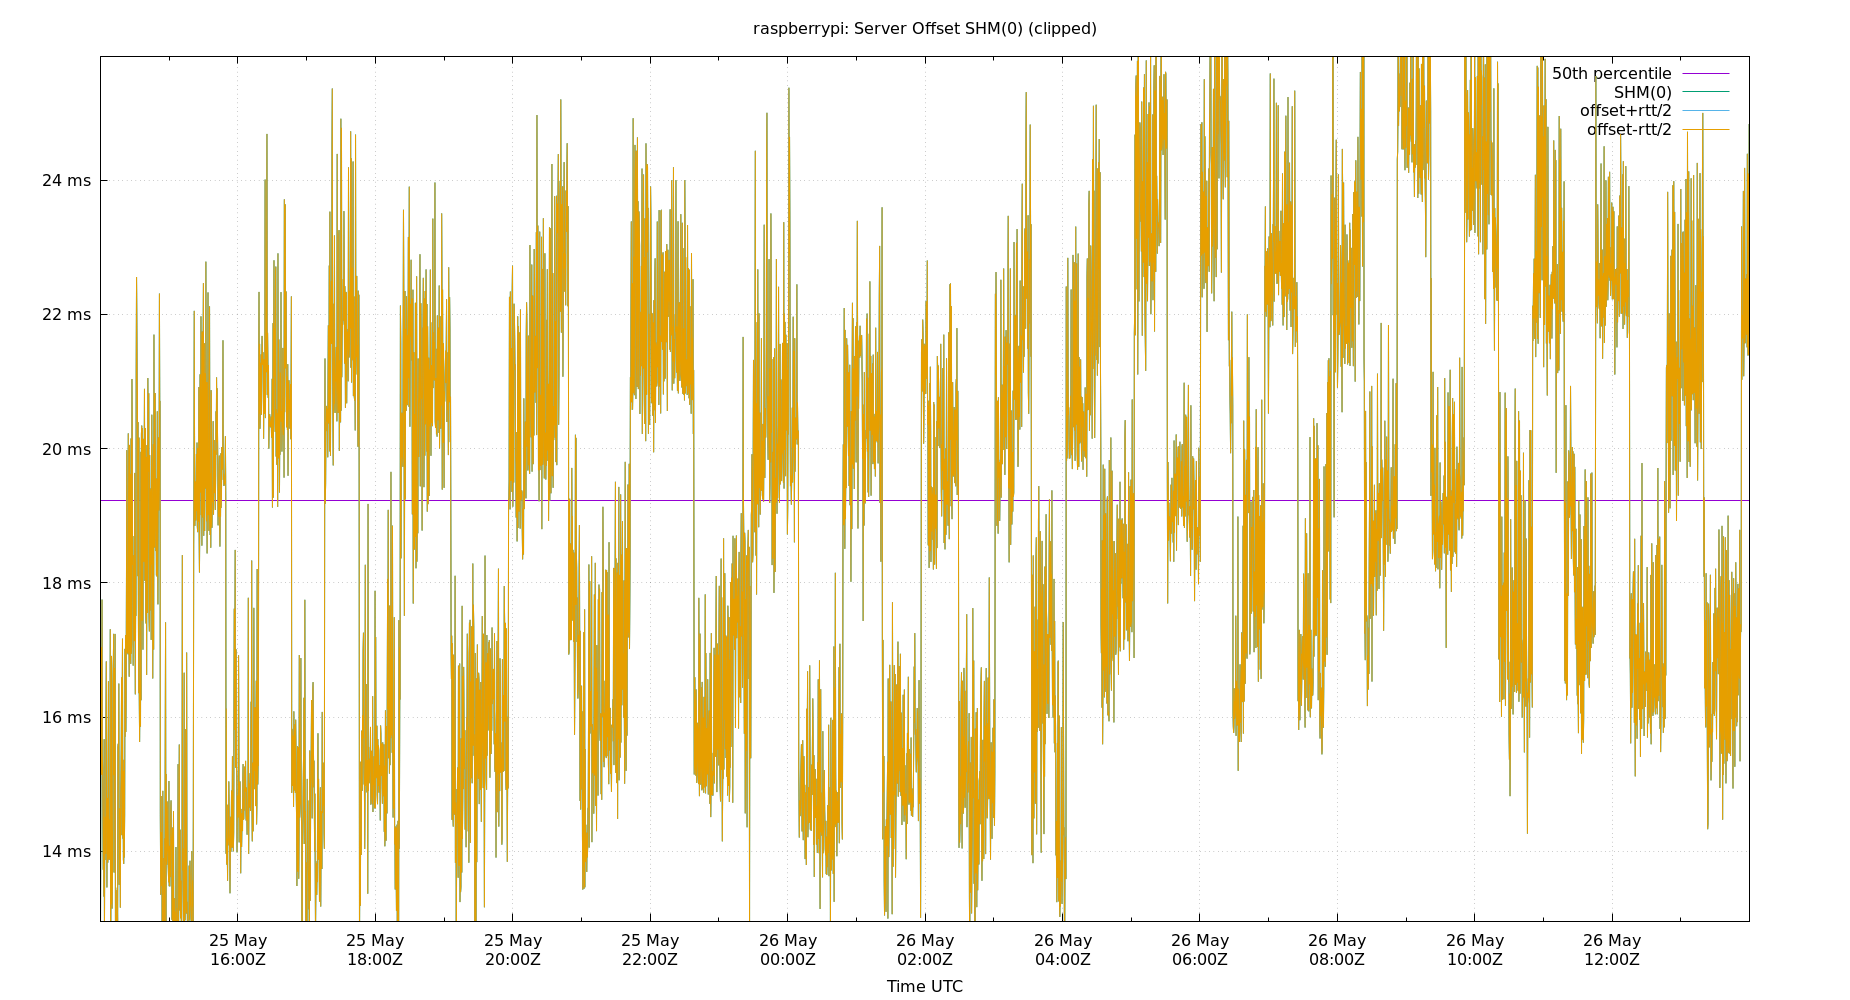 raspberrypi: Server Offset SHM(0) (clipped)
50th percentile
SHM(0)
offset+rtt/2
offset-rtt/2
24 ms
22 ms
20 ms
18 ms
16 ms
14 ms
25 May 25 May 25 May 25 May 26 May 26 May 26 May 26 May 26 May 26 May 26 May
16:00Z 18:00Z 20:00Z 22:00Z 00:00Z 02:00Z 04:00Z 06:00Z 08:00Z 10:00Z 12:00Z
Time UTC